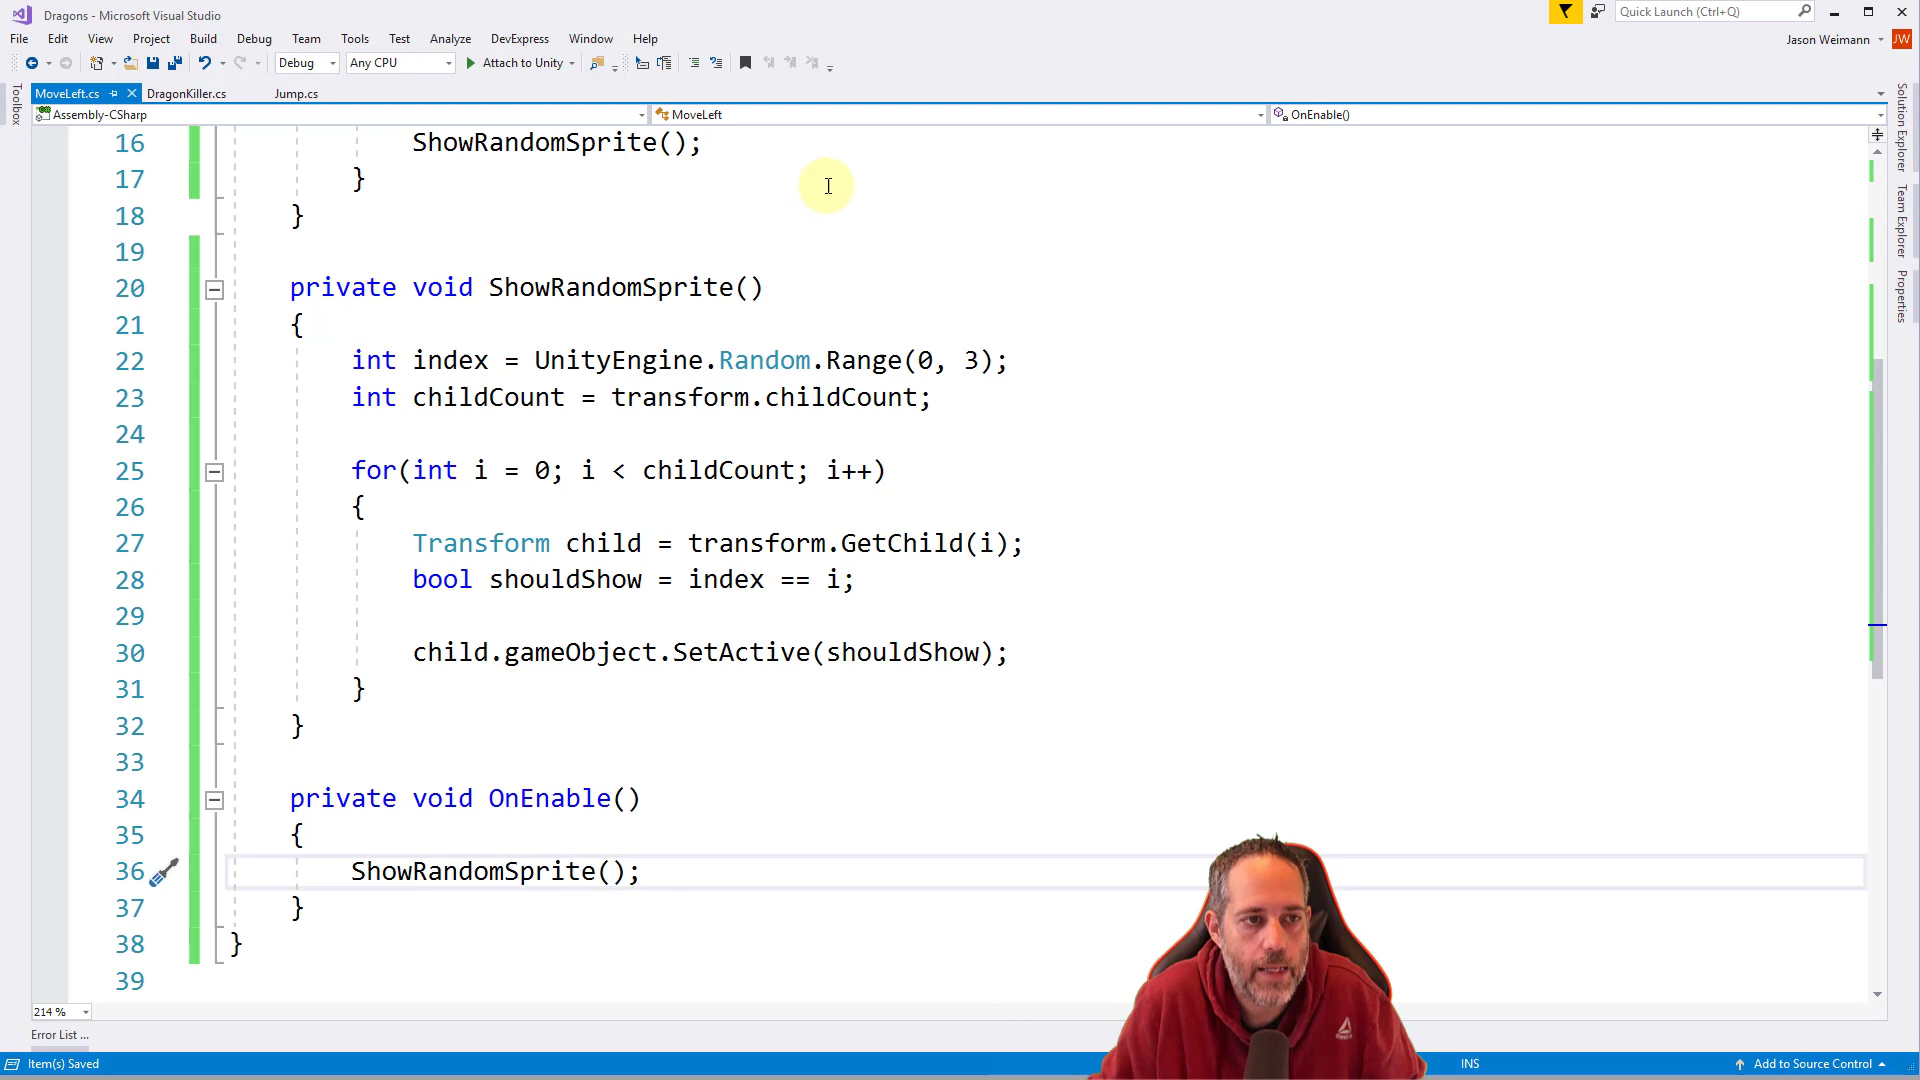 Dragons - Microsoft Visual Studio
Quick Launch (Ctrl+Q)
File Edit View Project Build Debug Team Tools Test Analyze DevExpress Window Help
Jason Weimann JW
Debug Any CPU Attach to Unity
MoveLeft.cs DragonKiller.cs Jump.cs
Assembly-CSharp MoveLeft OnEnable()
Toolbox
Solution Explorer
Team Explorer
Properties
16 ShowRandomSprite();
17 }
18 }
19
20 private void ShowRandomSprite()
21 {
22 int index = UnityEngine.Random.Range(0, 3);
23 int childCount = transform.childCount;
24
25 for(int i = 0; i < childCount; i++)
26 {
27 Transform child = transform.GetChild(i);
28 bool shouldShow = index == i;
29
30 child.gameObject.SetActive(shouldShow);
31 }
32 }
33
34 private void OnEnable()
35 {
36 ShowRandomSprite();
37 }
38 }
39
214 %
Error List ...
Item(s) Saved INS Add to Source Control